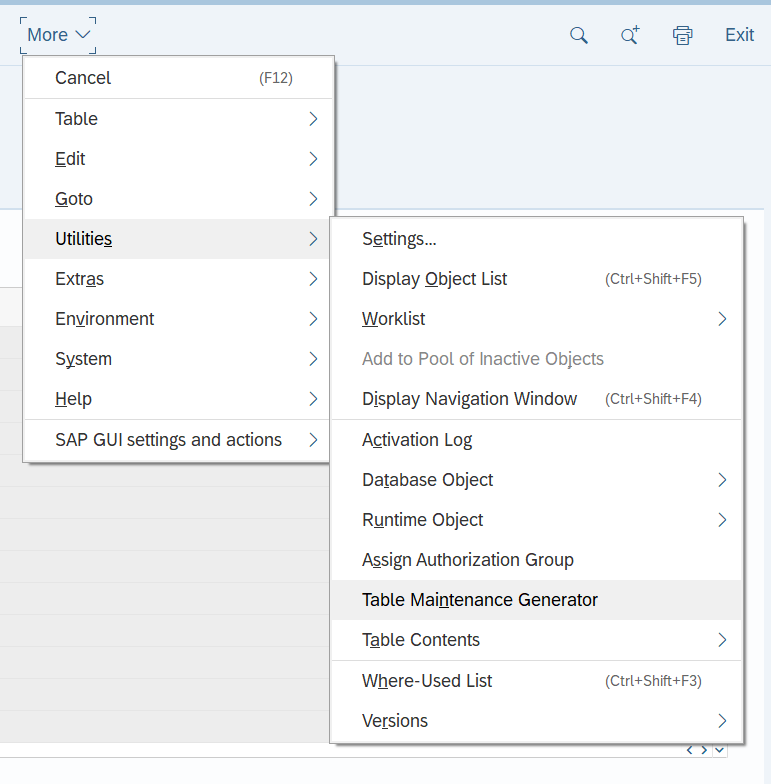 More
Exit
Cancel (F12)
Table
Edit
Goto
Utilities
Extras
Environment
System
Help
SAP GUI settings and actions
Settings...
Display Object List (Ctrl+Shift+F5)
Worklist
Add to Pool of Inactive Objects
Display Navigation Window (Ctrl+Shift+F4)
Activation Log
Database Object
Runtime Object
Assign Authorization Group
Table Maintenance Generator
Table Contents
Where-Used List (Ctrl+Shift+F3)
Versions